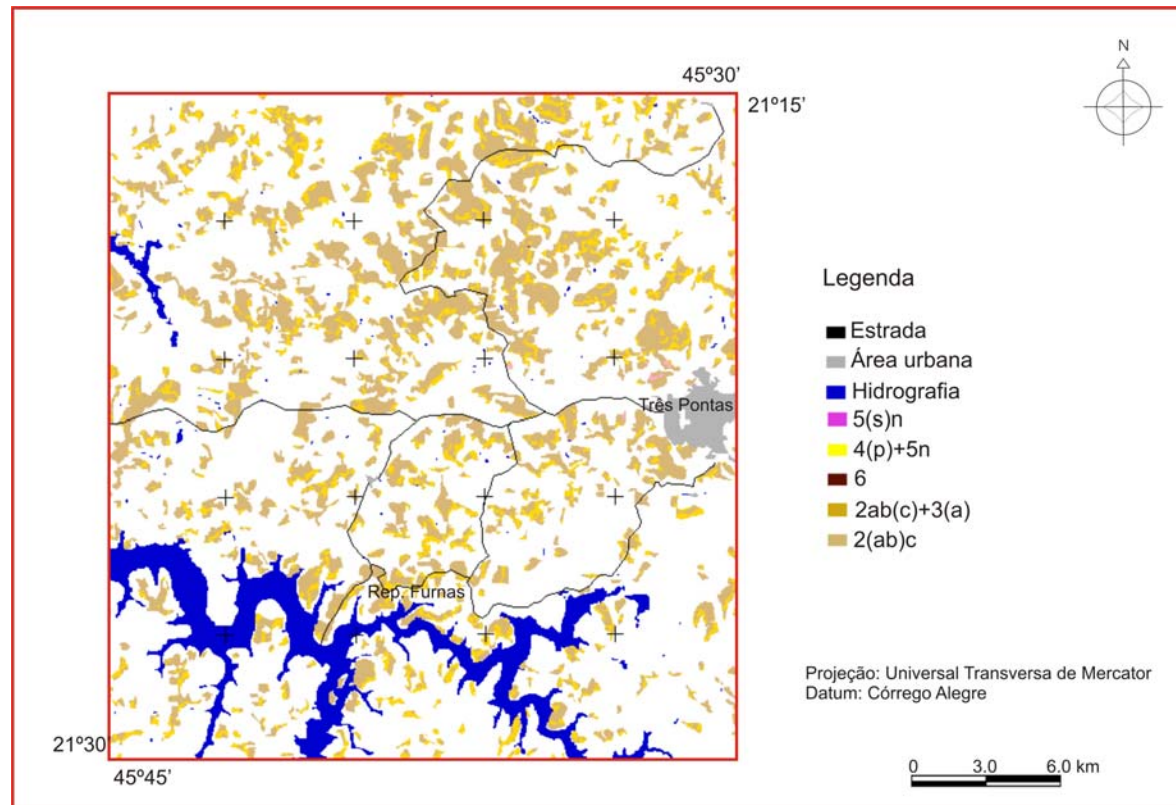 N
45º30’
21º15’
Legenda
Estrada
Área urbana
Hidrografia
5(s)n
4(p)+5n
6
2ab(c)+3(a)
2(ab)c
Três Pontas
Rep. Furnas
Projeção: Universal Transversa de Mercator
Datum: Córrego Alegre
21º30’
45º45’
0 3.0 6.0 km